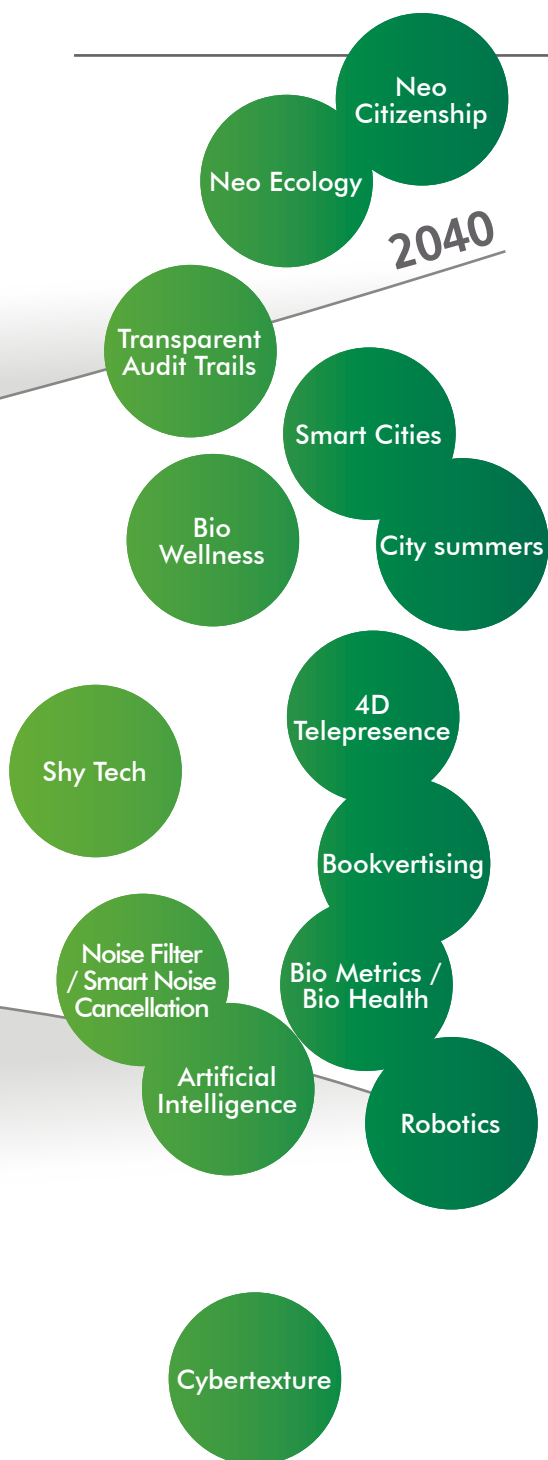 Neo
Citizenship
Neo Ecology
2040
Transparent
Audit Trails
Smart Cities
Bio
Wellness
City summers
4D
Telepresence
Shy Tech
Bookvertising
Noise Filter
/ Smart Noise
Cancellation
Bio Metrics /
Bio Health
Artificial
Intelligence
Robotics
Cybertexture